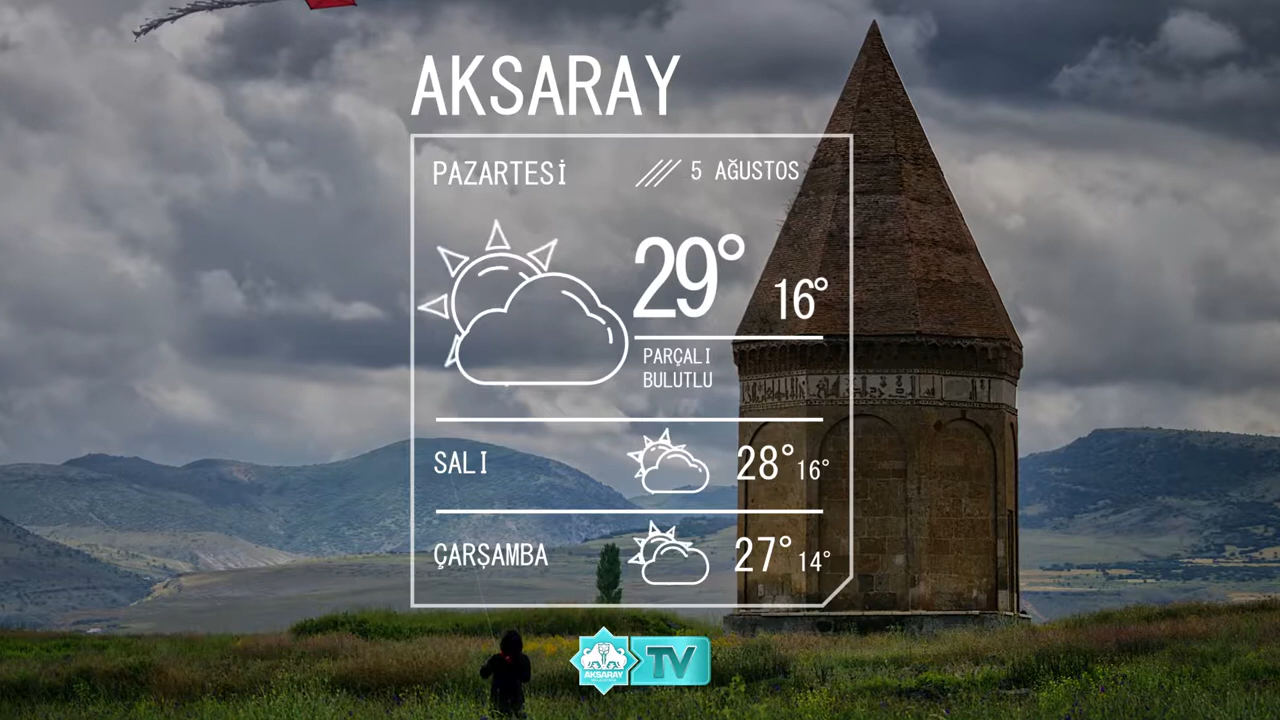 AKSARAY
PAZARTESİ
5 AĞUSTOS
29° 16°
PARÇALI
BULUTLU
SALI 28° 16°
ÇARŞAMBA 27° 14°
AKSARAY TV